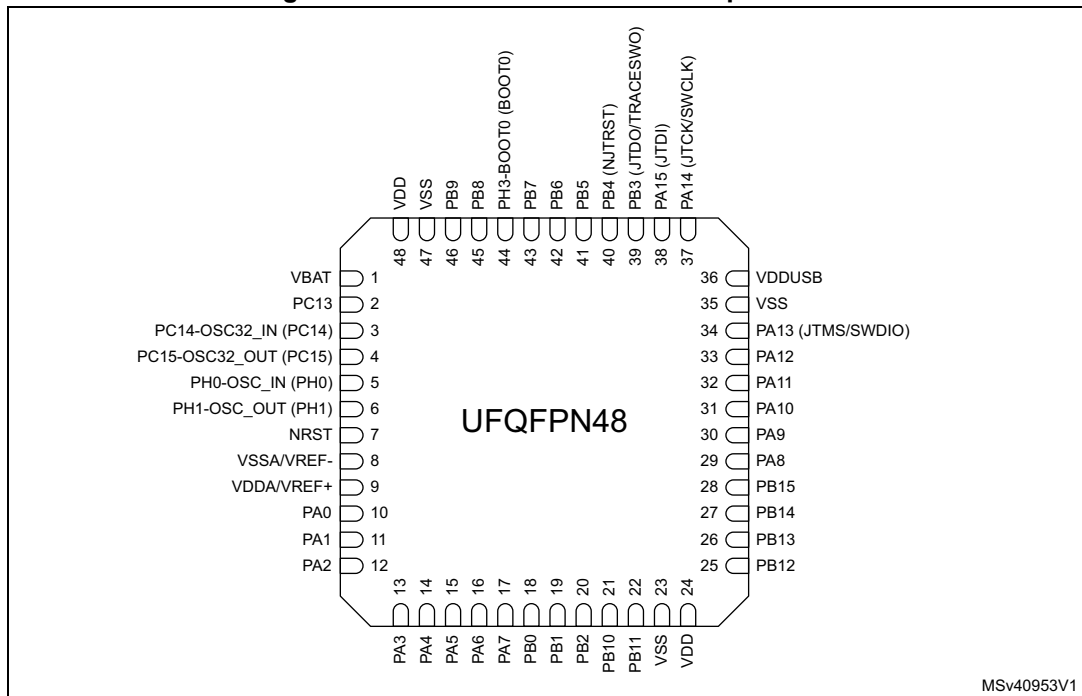 VDD
VSS
PB9
PB8
PH3-BOOT0 (BOOT0)
PB7
PB6
PB5
PB4 (NJTRST)
PB3 (JTDO/TRACESWO)
PA15 (JTDI)
PA14 (JTCK/SWCLK)
48
47
46
45
44
43
42
41
40
39
38
37
VBAT 1
PC13 2
PC14-OSC32_IN (PC14) 3
PC15-OSC32_OUT (PC15) 4
PH0-OSC_IN (PH0) 5
PH1-OSC_OUT (PH1) 6
NRST 7
VSSA/VREF- 8
VDDA/VREF+ 9
PA0 10
PA1 11
PA2 12
UFQFPN48
36 VDDUSB
35 VSS
34 PA13 (JTMS/SWDIO)
33 PA12
32 PA11
31 PA10
30 PA9
29 PA8
28 PB15
27 PB14
26 PB13
25 PB12
13
14
15
16
17
18
19
20
21
22
23
24
PA3
PA4
PA5
PA6
PA7
PB0
PB1
PB2
PB10
PB11
VSS
VDD
MSv40953V1